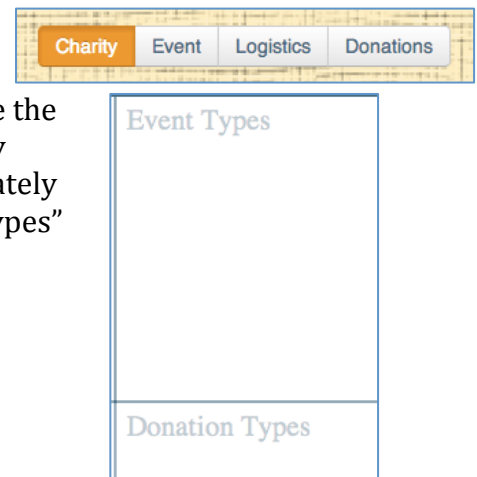 Charity Event Logistics Donations
e the
Event Types
y
ately
ypes”
Donation Types